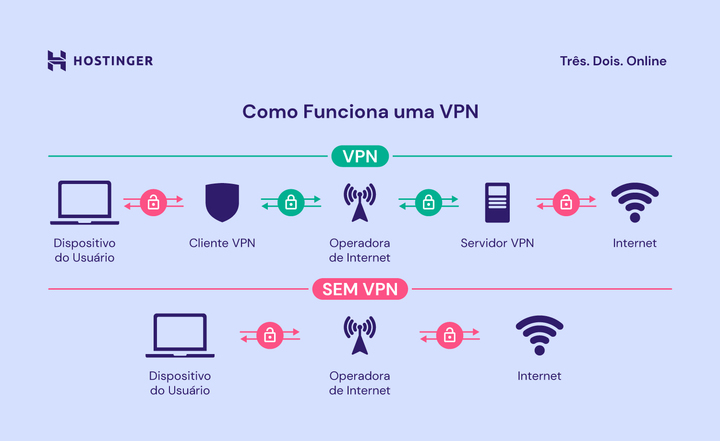 HOSTINGER
Três. Dois. Online
Como Funciona uma VPN
VPN
Dispositivo
do Usuário
Cliente VPN
Operadora
de Internet
Servidor VPN
Internet
SEM VPN
Dispositivo
do Usuário
Operadora
de Internet
Internet